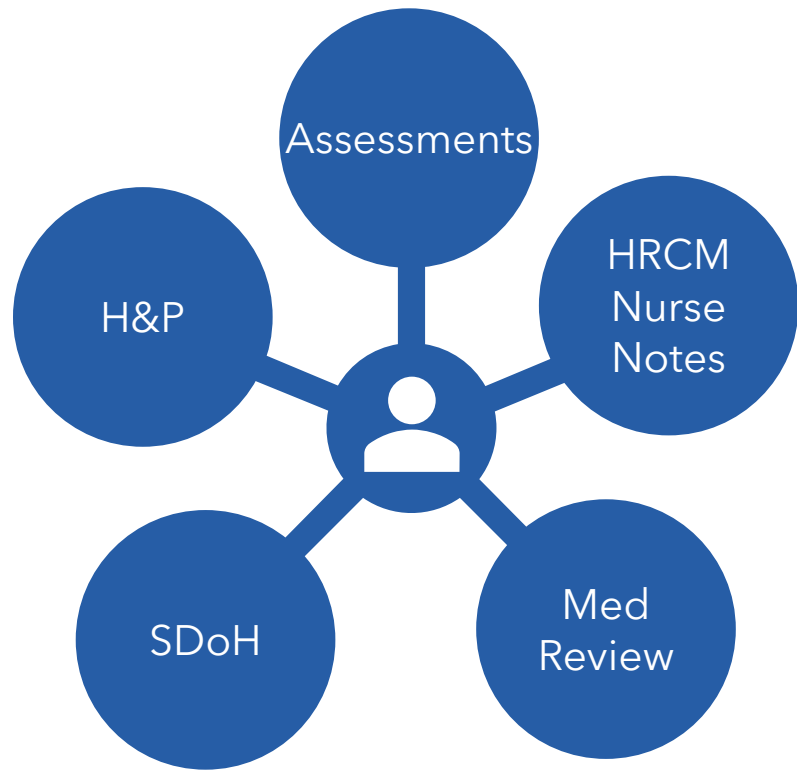 Assessments
HRCM
Nurse
Notes
H&P
SDoH
Med
Review